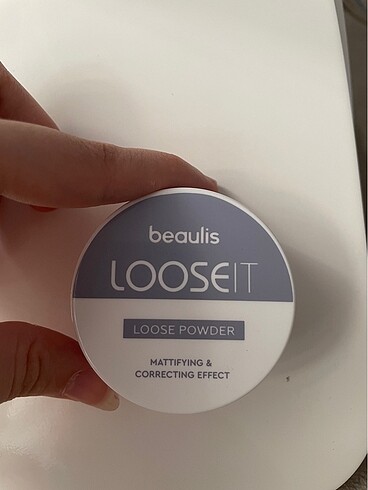 beaulis
LOOSEIT
LOOSE POWDER
MATTIFYING &
CORRECTING EFFECT